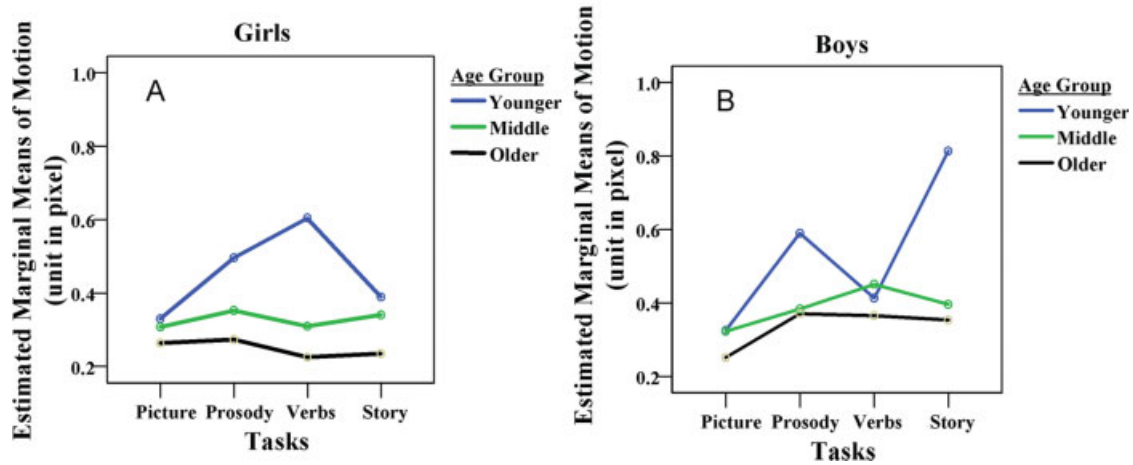 Girls
A
Age Group
Younger
Middle
Older
Estimated Marginal Means of Motion
(unit in pixel)
1.0
0.8
0.6
0.4
0.2
Picture Prosody Verbs Story
Tasks
Boys
B
Age Group
Younger
Middle
Older
Estimated Marginal Means of Motion
(unit in pixel)
1.0
0.8
0.6
0.4
0.2
Picture Prosody Verbs Story
Tasks